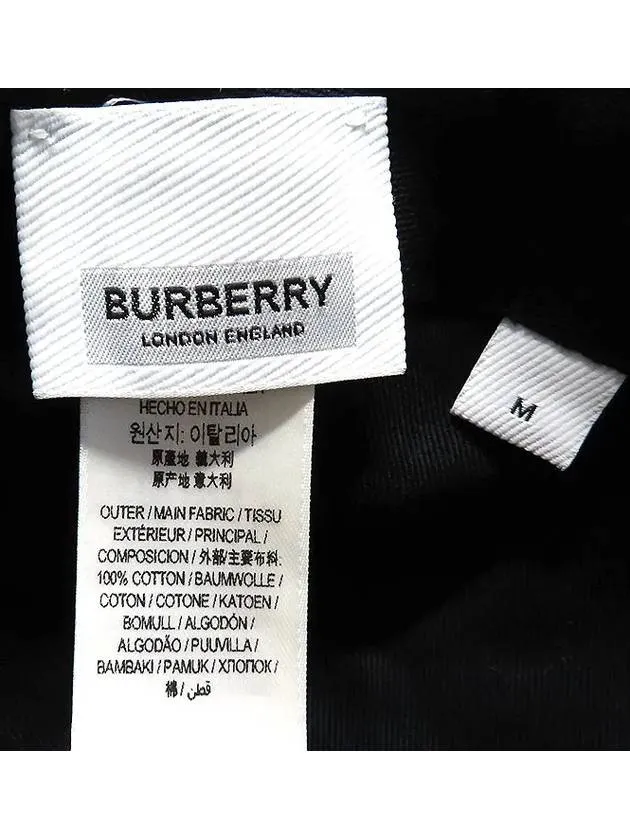 BURBERRY
LONDON ENGLAND
M
HECHO EN ITALIA
원산지: 이탈리아
原產地 義大利
原产地 意大利
OUTER / MAIN FABRIC / TISSU
EXTÉRIEUR / PRINCIPAL /
COMPOSICION / 外部/主要布料:
100% COTTON / BAUMWOLLE /
COTON / COTONE / KATOEN /
BOMULL / ALGODÓN /
ALGODÃO / PUUVILLA /
BAMBAKI / PAMUK / ХЛОПОК /
棉 / قطن /